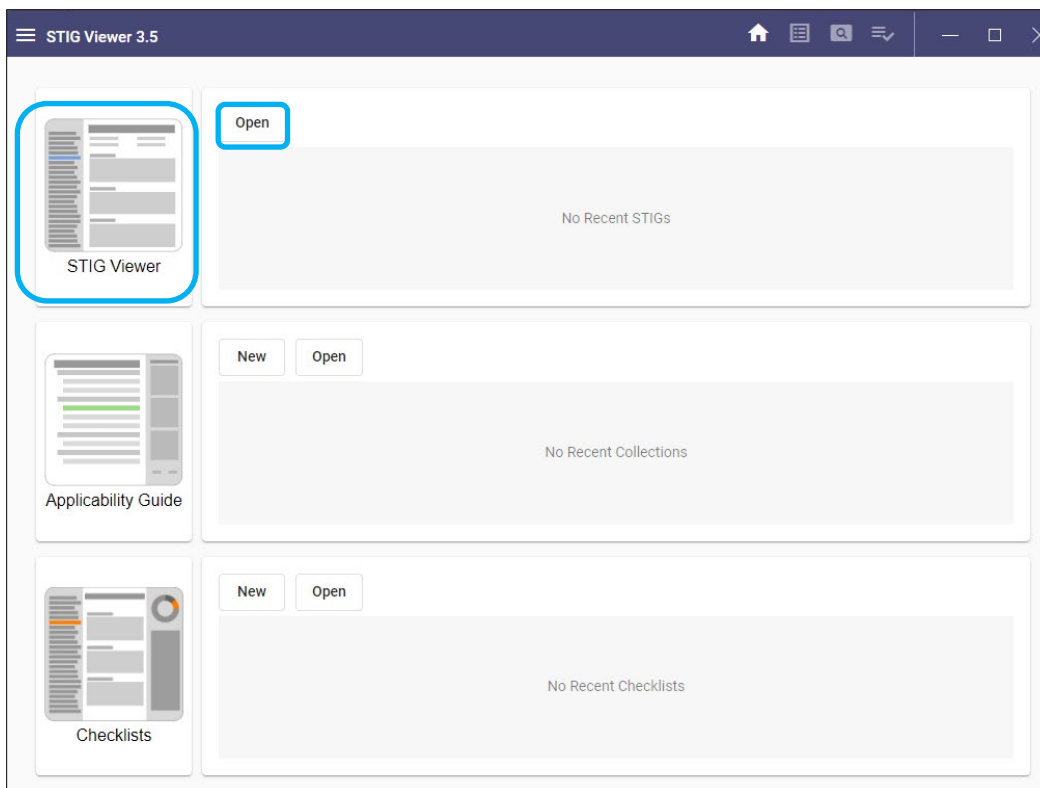 STIG Viewer 3.5
Open
No Recent STIGs
STIG Viewer
New Open
No Recent Collections
Applicability Guide
New Open
No Recent Checklists
Checklists